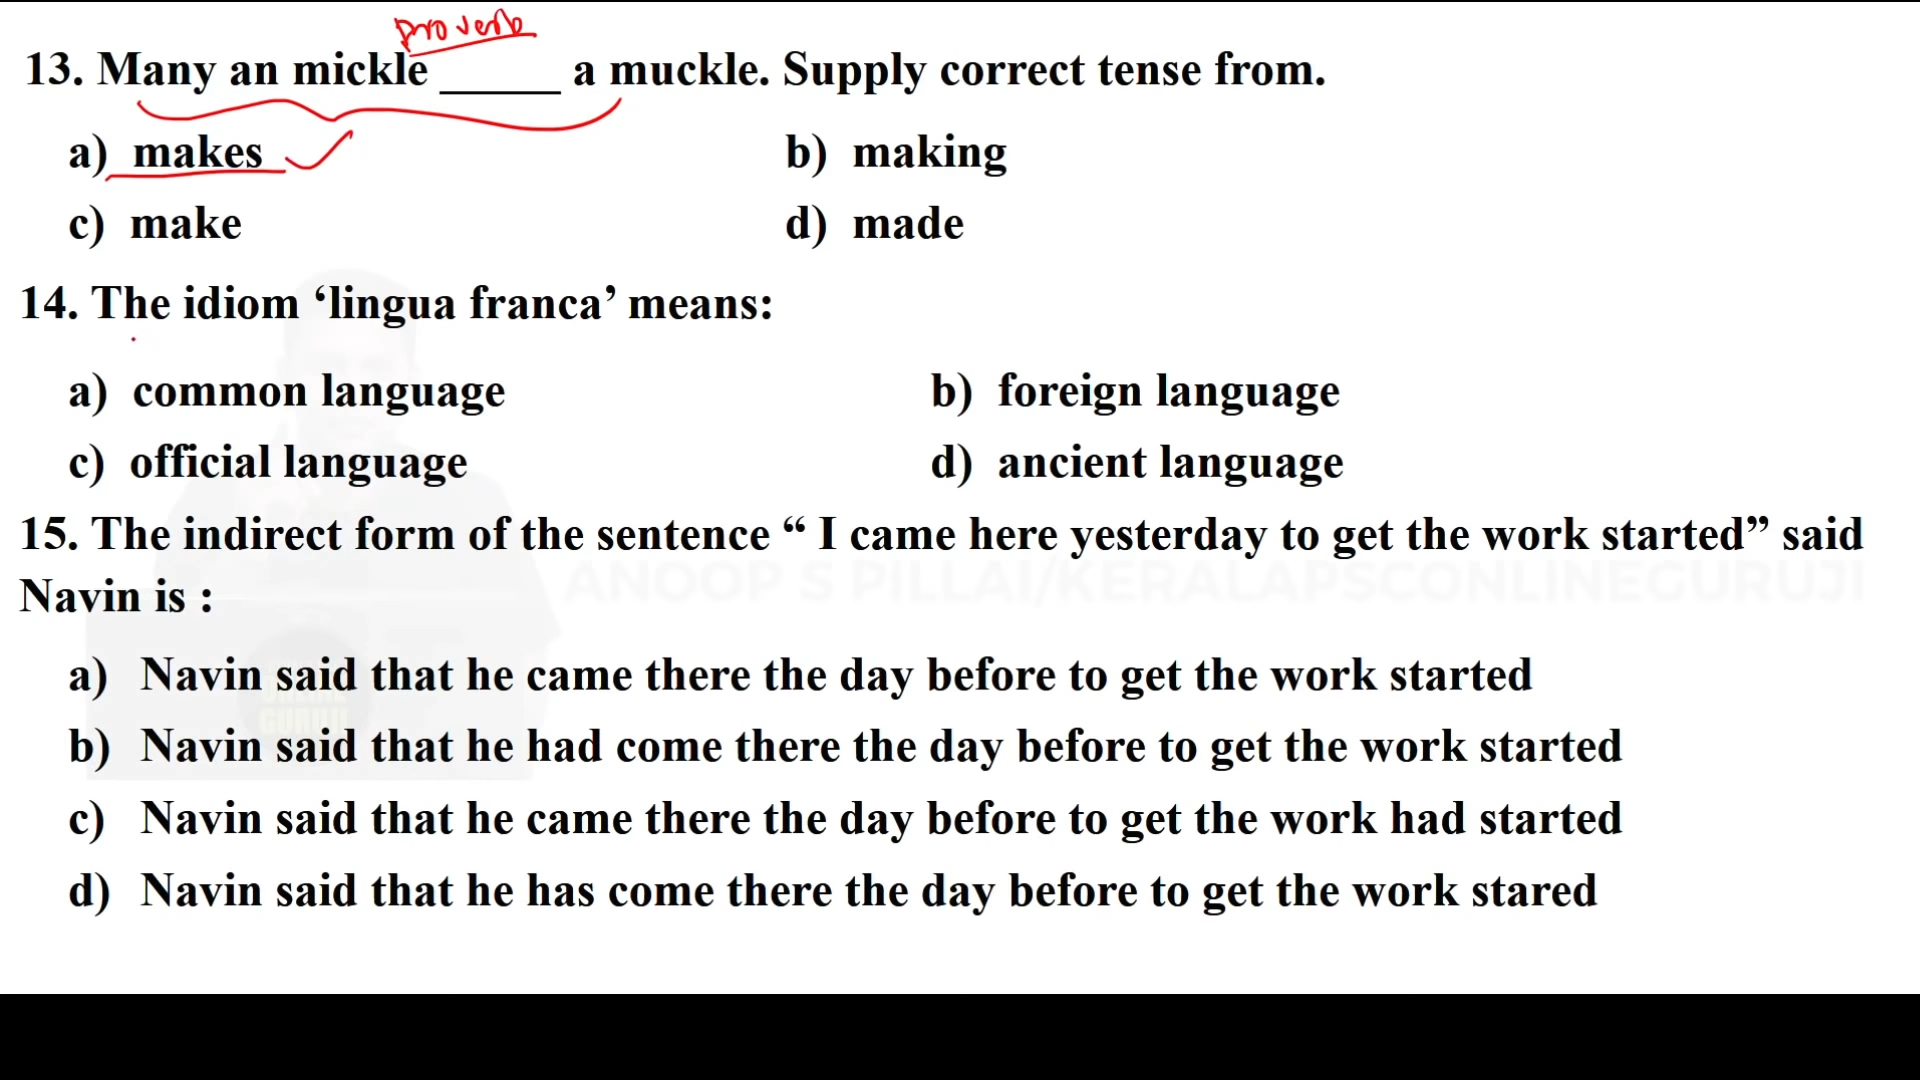 proverb
13. Many an mickle _____ a muckle. Supply correct tense from.
a) makes
b) making
c) make
d) made
14. The idiom ‘lingua franca’ means:
a) common language
b) foreign language
c) official language
d) ancient language
15. The indirect form of the sentence “ I came here yesterday to get the work started” said
ANOOP S PILLAI/KERALAPSCONLINEGURUJI
Navin is :
a) Navin said that he came there the day before to get the work started
b) Navin said that he had come there the day before to get the work started
c) Navin said that he came there the day before to get the work had started
d) Navin said that he has come there the day before to get the work stared